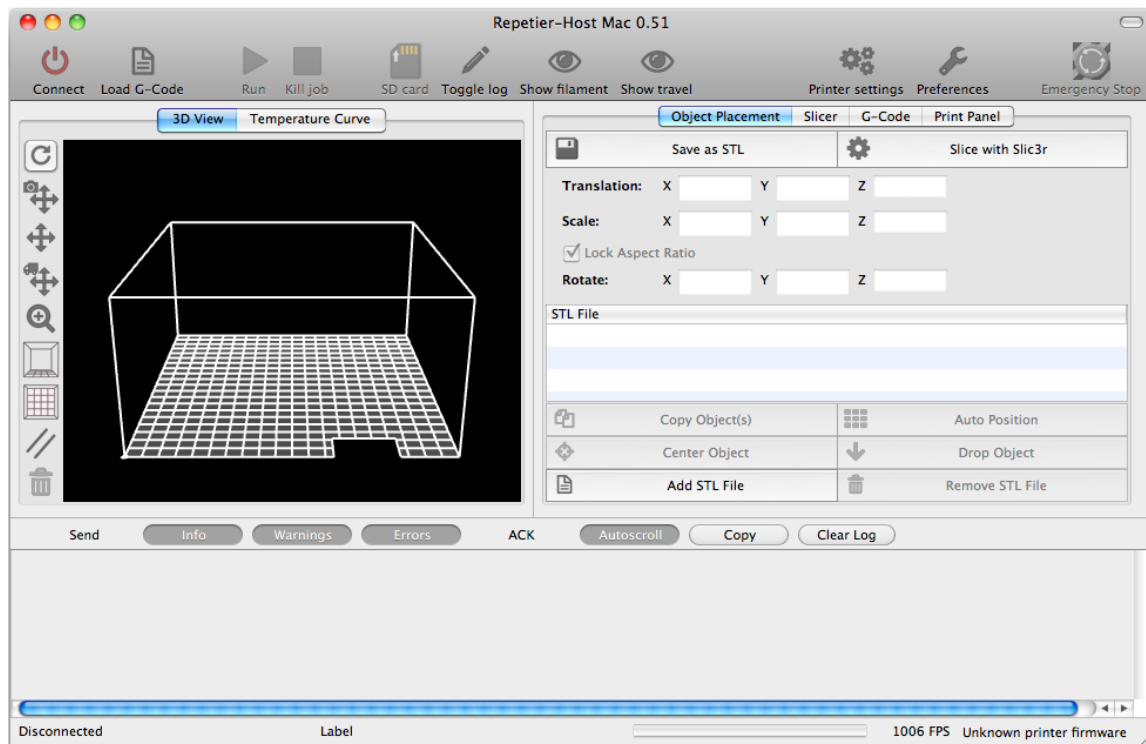 Repetier-Host Mac 0.51
Connect Load G-Code Run Kill job SD card Toggle log Show filament Show travel Printer settings Preferences Emergency Stop
3D View Temperature Curve
Object Placement Slicer G-Code Print Panel
Save as STL Slice with Slic3r
Translation: X Y Z
Scale: X Y Z
Lock Aspect Ratio
Rotate: X Y Z
STL File
Copy Object(s) Auto Position
Center Object Drop Object
Add STL File Remove STL File
Send Info Warnings Errors ACK Autoscroll Copy Clear Log
Disconnected Label 1006 FPS Unknown printer firmware